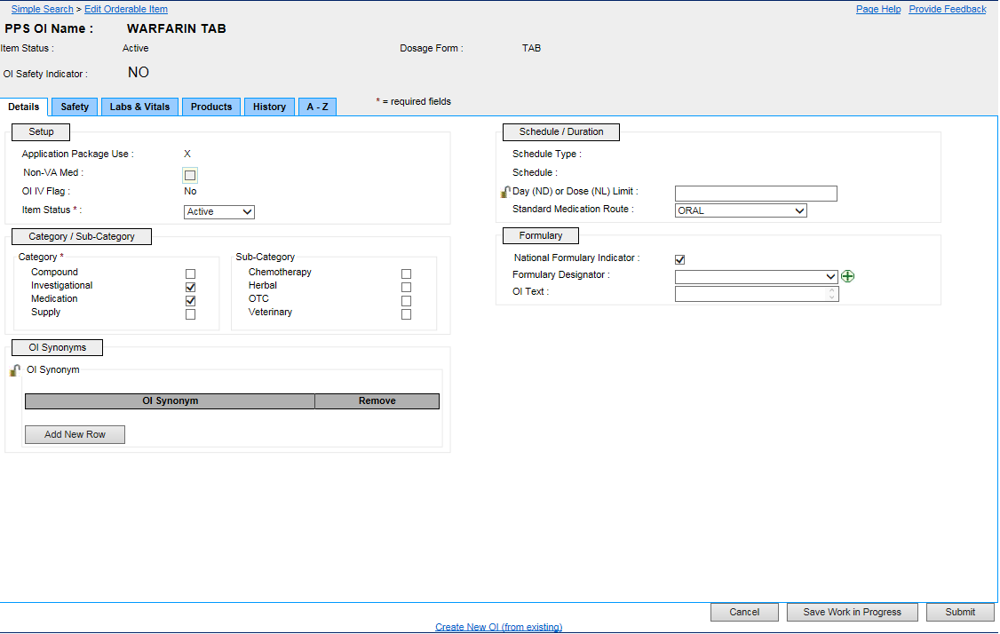 Simple Search > Edit Orderable Item
Page Help Provide Feedback
PPS OI Name : WARFARIN TAB
Item Status : Active
Dosage Form : TAB
OI Safety Indicator : NO
Details Safety Labs & Vitals Products History A - Z
* = required fields
Setup
Application Package Use : X
Non-VA Med :
OI IV Flag : No
Item Status * : Active
Category / Sub-Category
Category *
Compound
Investigational
Medication
Supply
Sub-Category
Chemotherapy
Herbal
OTC
Veterinary
OI Synonyms
OI Synonym
OI Synonym Remove
Add New Row
Schedule / Duration
Schedule Type :
Schedule :
Day (ND) or Dose (NL) Limit :
Standard Medication Route : ORAL
Formulary
National Formulary Indicator :
Formulary Designator :
OI Text :
Cancel Save Work in Progress Submit
Create New OI (from existing)